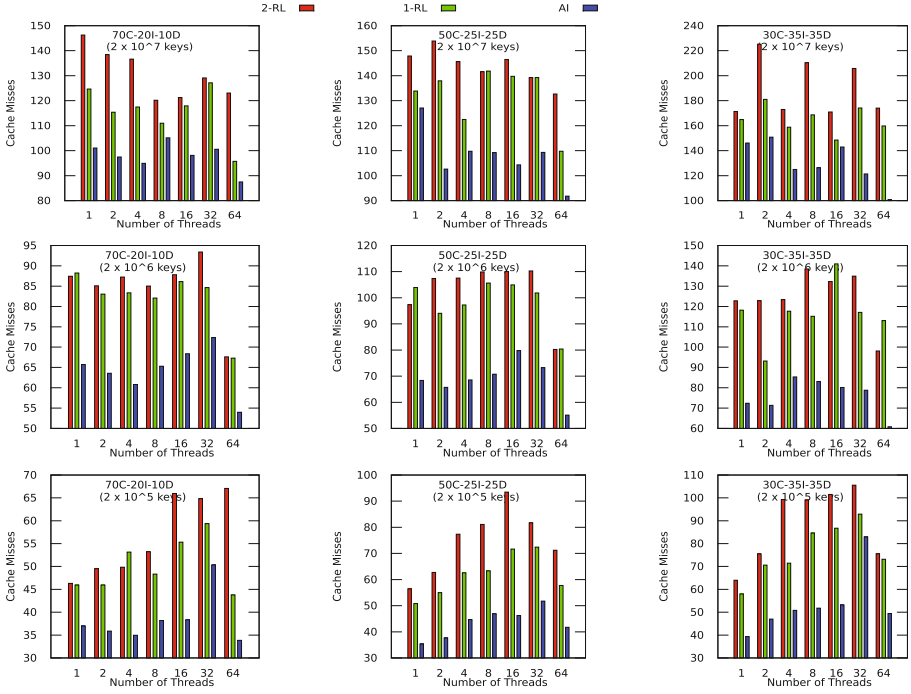 2-RL 1-RL AI
70C-20I-10D
(2 x 10^7 keys)
Cache Misses
150
140
130
120
110
100
90
80
1 2 4 8 16 32 64
Number of Threads
50C-25I-25D
(2 x 10^7 keys)
Cache Misses
160
150
140
130
120
110
100
90
1 2 4 8 16 32 64
Number of Threads
30C-35I-35D
(2 x 10^7 keys)
Cache Misses
240
220
200
180
160
140
120
100
1 2 4 8 16 32 64
Number of Threads
70C-20I-10D
(2 x 10^6 keys)
Cache Misses
95
90
85
80
75
70
65
60
55
50
1 2 4 8 16 32 64
Number of Threads
50C-25I-25D
(2 x 10^6 keys)
Cache Misses
120
110
100
90
80
70
60
50
1 2 4 8 16 32 64
Number of Threads
30C-35I-35D
(2 x 10^6 keys)
Cache Misses
150
140
130
120
110
100
90
80
70
60
1 2 4 8 16 32 64
Number of Threads
70C-20I-10D
(2 x 10^5 keys)
Cache Misses
70
65
60
55
50
45
40
35
30
1 2 4 8 16 32 64
Number of Threads
50C-25I-25D
(2 x 10^5 keys)
Cache Misses
100
90
80
70
60
50
40
30
1 2 4 8 16 32 64
Number of Threads
30C-35I-35D
(2 x 10^5 keys)
Cache Misses
110
100
90
80
70
60
50
40
30
1 2 4 8 16 32 64
Number of Threads